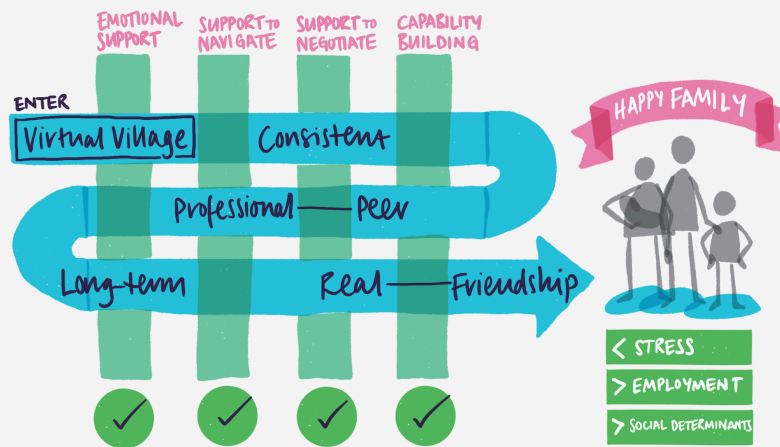 EMOTIONAL
SUPPORT
SUPPORT TO
NAVIGATE
SUPPORT TO
NEGOTIATE
CAPABILITY
BUILDING
ENTER
Virtual Village
Consistent
Professional — Peer
Long-term
Real — Friendship
HAPPY FAMILY
< STRESS
> EMPLOYMENT
> SOCIAL DETERMINANTS